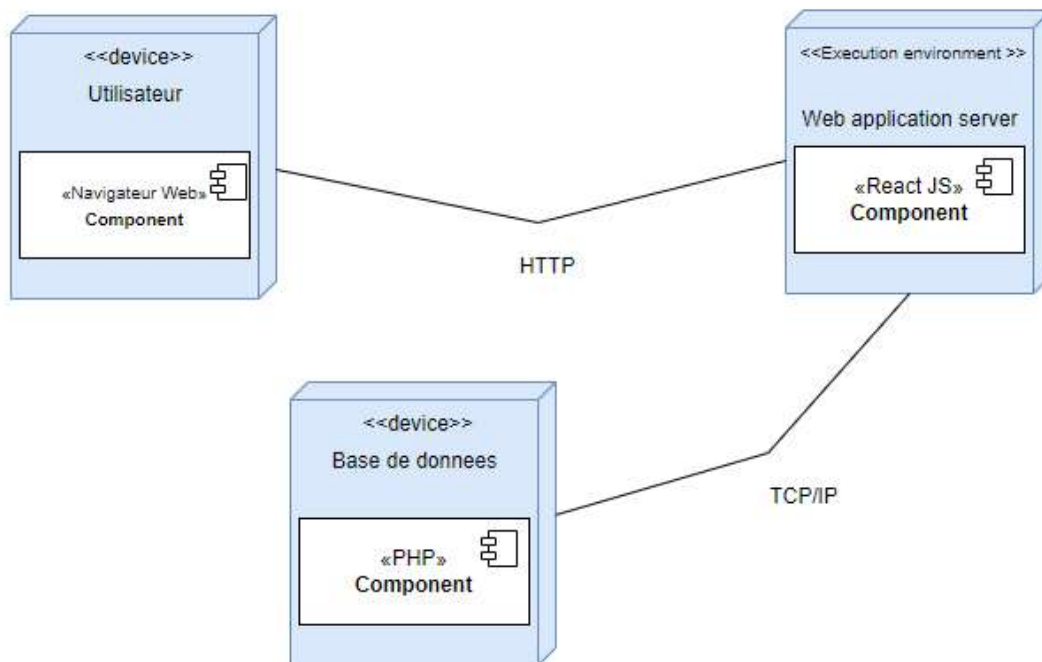 <<device>>
Utilisateur
«Navigateur Web»
Component
<<Execution environment >>
Web application server
«React JS»
Component
HTTP
<<device>>
Base de donnees
«PHP»
Component
TCP/IP